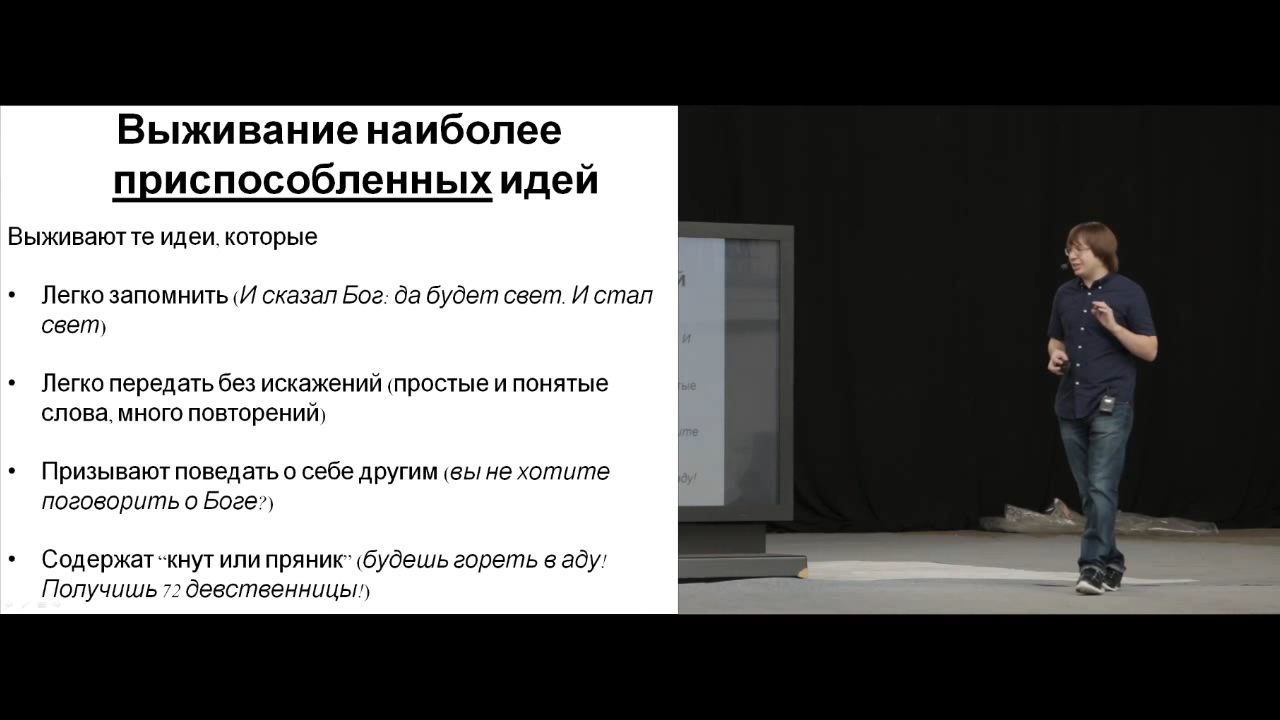 Выживание наиболее
приспособленных идей
Выживают те идеи, которые
• Легко запомнить (И сказал Бог: да будет свет. И стал
свет)
• Легко передать без искажений (простые и понятые
слова, много повторений)
• Призывают поведать о себе другим (вы не хотите
поговорить о Боге?)
• Содержат “кнут или пряник” (будешь гореть в аду!
Получишь 72 девственницы!)